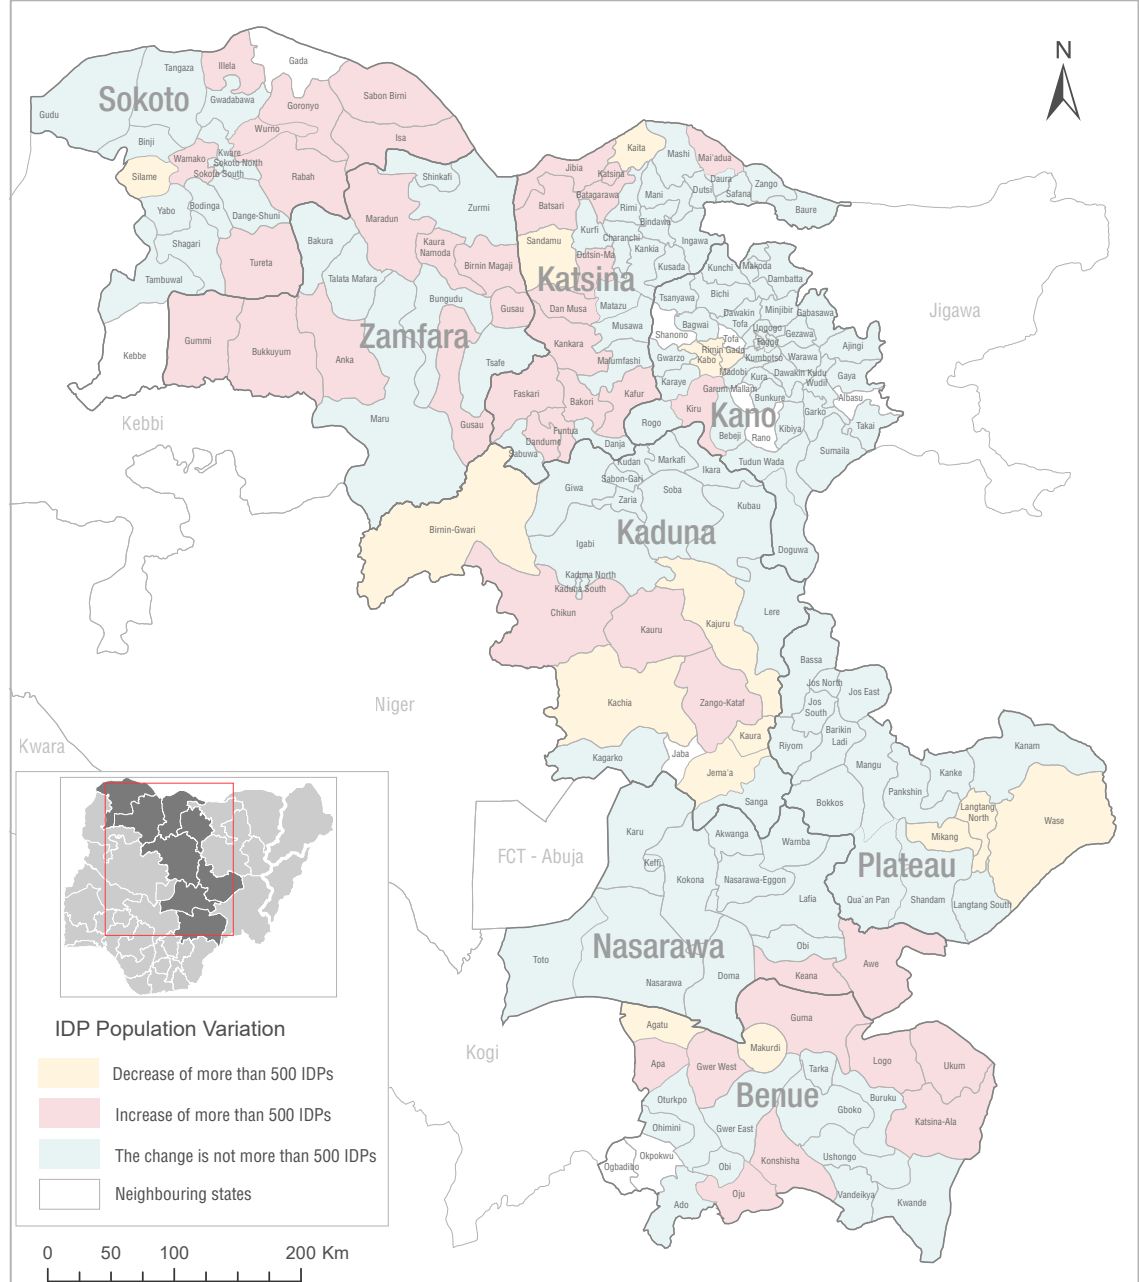 N
Gada
Illela
Tangaza
Sokoto
Gwadabawa
Goronyo
Sabon Birni
Gudu
Wurno
Isa
Binji
Kware
Wamako
Sokoto North
Sokoto South
Silame
Rabah
Shinkafi
Yabo
Bodinga
Dange-Shuni
Zurmi
Maradun
Shagari
Bakura
Kaura
Namoda
Tureta
Birnin Magaji
Tambuwal
Talata Mafara
Bungudu
Gusau
Zamfara
Gummi
Bukkuyum
Anka
Kebbe
Tsafe
Maru
Gusau
Kebbi
Kaita
Mashi
Mai'adua
Jibia
Katsina
Daura
Zango
Dutsi
Safana
Batagarawa
Mani
Batsari
Rimi
Baure
Bindawa
Kurfi
Charanchi
Sandamu
Ingawa
Kankia
Dutsin-Ma
Katsina
Kusada
Dan Musa
Matazu
Musawa
Kankara
Malumfashi
Faskari
Bakori
Kafur
Funtua
Dandume
Danja
Sabuwa
Kunchi
Makoda
Dambatta
Tsanyawa
Bichi
Dawakin
Tofa
Minjibir
Gabasawa
Bagwai
Shanono
Ungogo
Gezawa
Tofa
Fagge
Ajingi
Rimin Gado
Gwarzo
Kabo
Kumbotso
Warawa
Madobi
Dawakin Kudu
Karaye
Kura
Wudil
Gaya
Garum Mallam
Bunkure
Albasu
Kiru
Kano
Garko
Rogo
Kibiya
Takai
Bebeji
Rano
Sumaila
Tudun Wada
Doguwa
Jigawa
Kudan
Markafi
Ikara
Sabon-Gari
Giwa
Soba
Zaria
Kubau
Birnin-Gwari
Kaduna
Igabi
Kaduna North
Kaduna South
Chikun
Kauru
Kajuru
Lere
Kachia
Zango-Kataf
Kaura
Jaba
Kagarko
Jema'a
Sanga
Niger
Kwara
Bassa
Jos North
Jos East
Jos
South
Barikin
Ladi
Riyom
Mangu
Kanam
Kanke
Pankshin
Bokkos
Langtang
North
Wase
Mikang
Plateau
Qua'an Pan
Shandam
Langtang South
FCT - Abuja
Karu
Akwanga
Wamba
Keffi
Kokona
Nasarawa-Eggon
Lafia
Nasarawa
Toto
Obi
Awe
Keana
Doma
Nasarawa
Kogi
Guma
Agatu
Makurdi
Apa
Gwer West
Logo
Ukum
Tarka
Benue
Oturkpo
Buruku
Gboko
Katsina-Ala
Ohimini
Gwer East
Okpokwu
Ushongo
Ogbadibo
Obi
Konshisha
Oju
Vandeikya
Ado
Kwande
IDP Population Variation
Decrease of more than 500 IDPs
Increase of more than 500 IDPs
The change is not more than 500 IDPs
Neighbouring states
0 50 100 200 Km